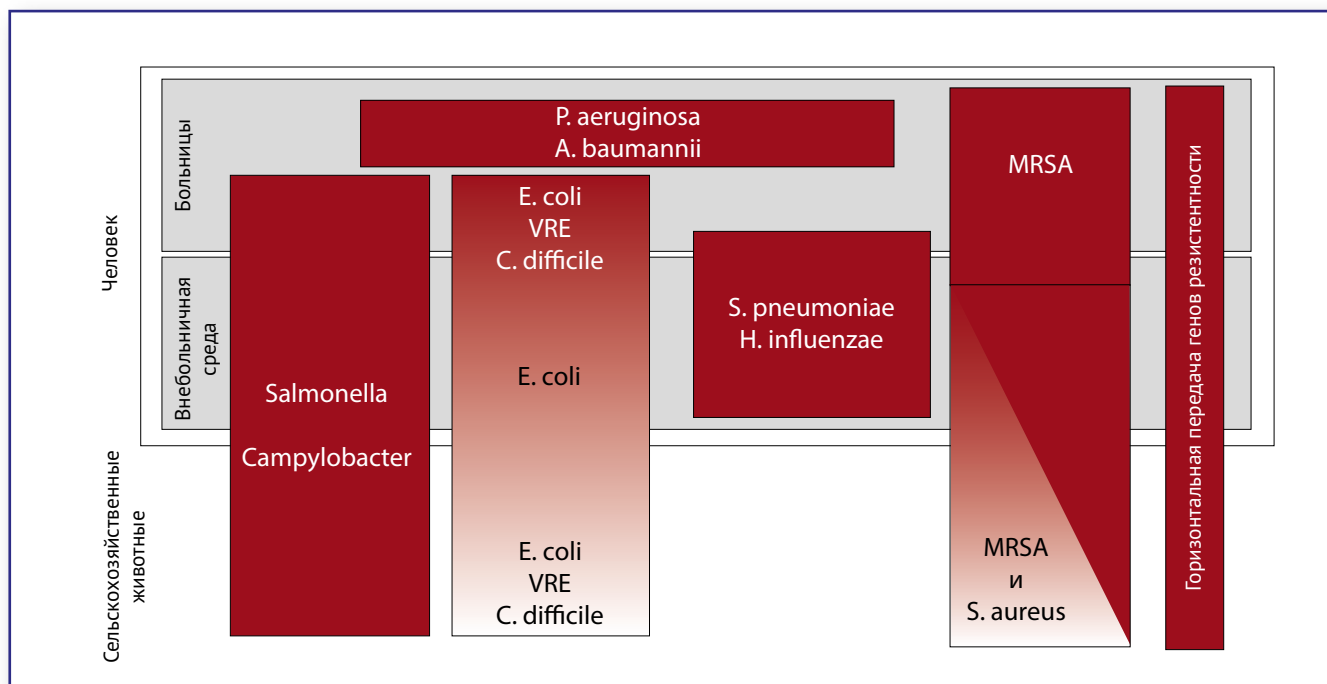 Человек
Больницы
Внебольничная
среда
Сельскохозяйственные
животные
P. aeruginosa
A. baumannii
Salmonella
Campylobacter
E. coli
VRE
C. difficile
E. coli
E. coli
VRE
C. difficile
S. pneumoniae
H. influenzae
MRSA
MRSA
и
S. aureus
Горизонтальная передача генов резистентности